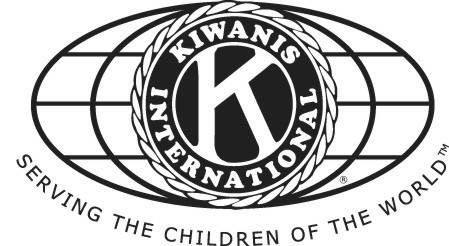 KIWANIS
K
INTERNATIONAL
®
SERVING THE CHILDREN OF THE WORLD™